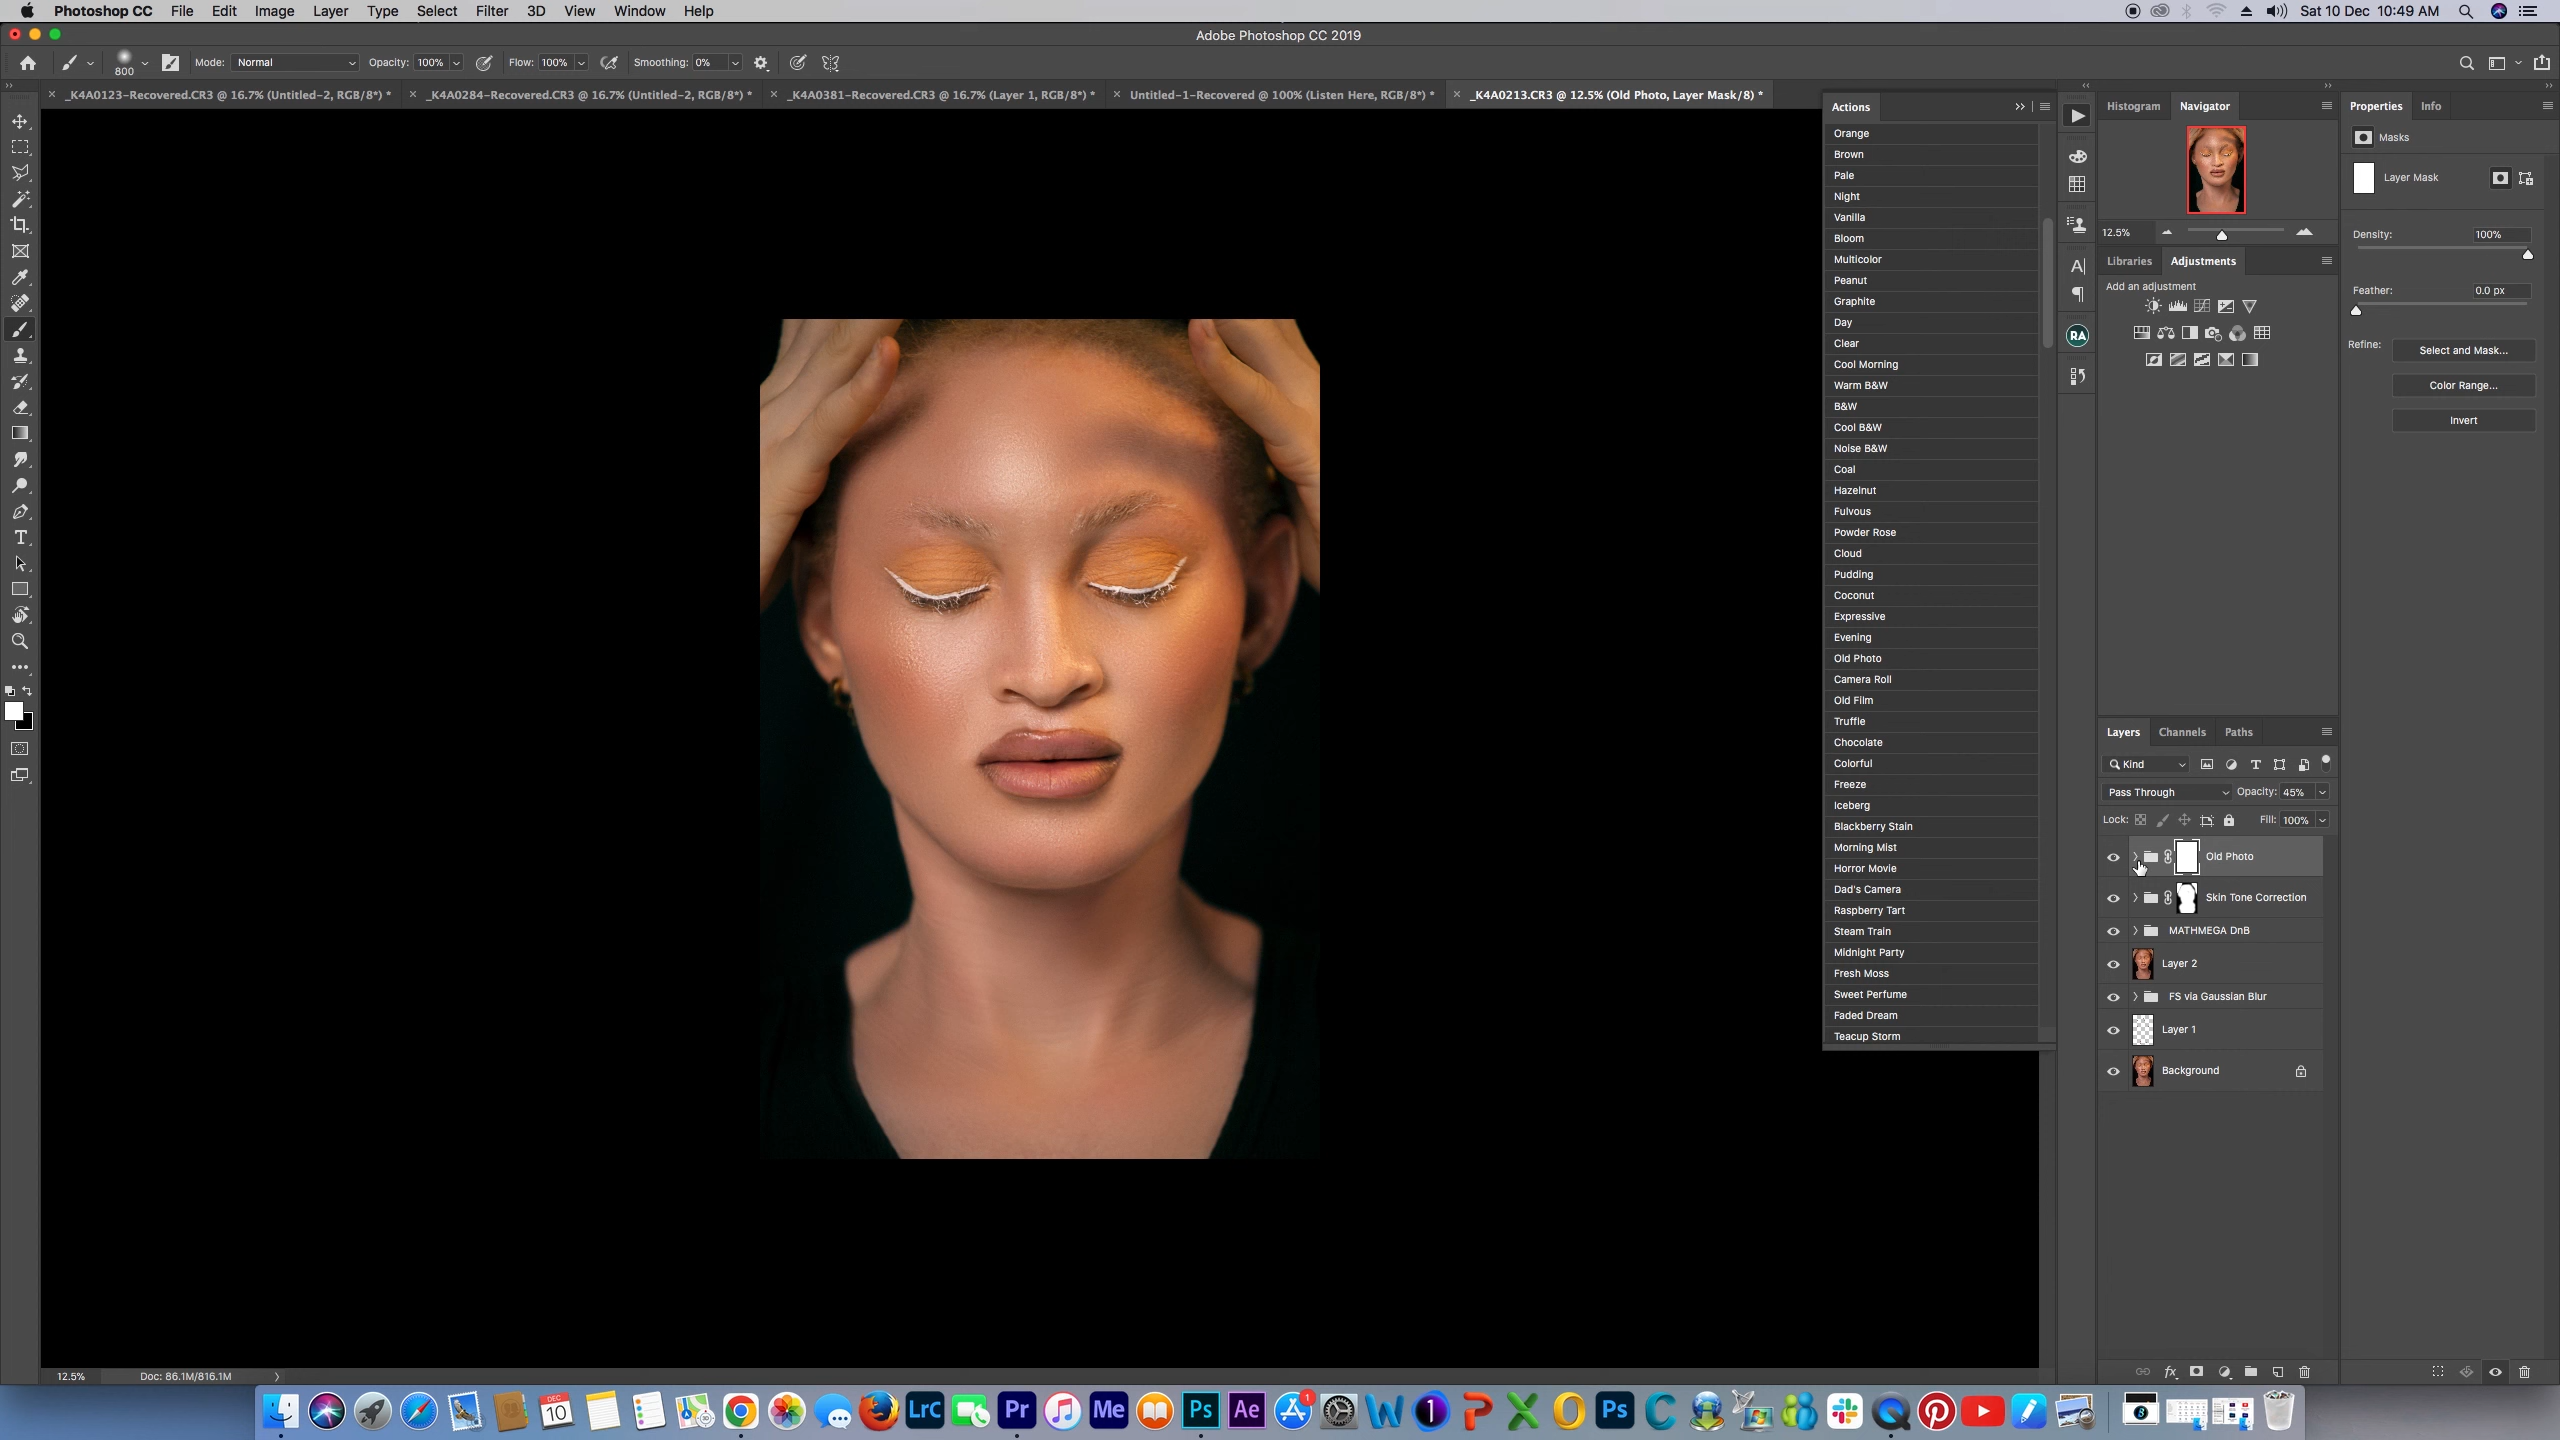 Photoshop CC File Edit Image Layer Type Select Filter 3D View Window Help Sat 10 Dec 10:49 AM
Adobe Photoshop CC 2019
800 Mode: Normal Opacity: 100% Flow: 100% Smoothing: 0%
_K4A0123-Recovered.CR3 @ 16.7% (Untitled-2, RGB/8*) *
_K4A0284-Recovered.CR3 @ 16.7% (Untitled-2, RGB/8*) *
_K4A0381-Recovered.CR3 @ 16.7% (Layer 1, RGB/8*) *
Untitled-1-Recovered @ 100% (Listen Here, RGB/8*) *
_K4A0213.CR3 @ 12.5% (Old Photo, Layer Mask/8) *
Actions
Orange
Brown
Pale
Night
Vanilla
Bloom
Multicolor
Peanut
Graphite
Day
Clear
Cool Morning
Warm B&W
B&W
Cool B&W
Noise B&W
Coal
Hazelnut
Fulvous
Powder Rose
Cloud
Pudding
Coconut
Expressive
Evening
Old Photo
Camera Roll
Old Film
Truffle
Chocolate
Colorful
Freeze
Iceberg
Blackberry Stain
Morning Mist
Horror Movie
Dad's Camera
Raspberry Tart
Steam Train
Midnight Party
Fresh Moss
Sweet Perfume
Faded Dream
Teacup Storm
RA
Histogram Navigator
12.5%
Libraries Adjustments
Add an adjustment
Properties Info
Masks
Layer Mask
Density: 100%
Feather: 0.0 px
Refine: Select and Mask...
Color Range...
Invert
Layers Channels Paths
Kind
Pass Through Opacity: 45%
Lock: Fill: 100%
Old Photo
Skin Tone Correction
MATHMEGA DnB
Layer 2
FS via Gaussian Blur
Layer 1
Background
12.5% Doc: 86.1M/816.1M
DEC
10
LrC
Pr
Me
Ps
Ae
1
Ps